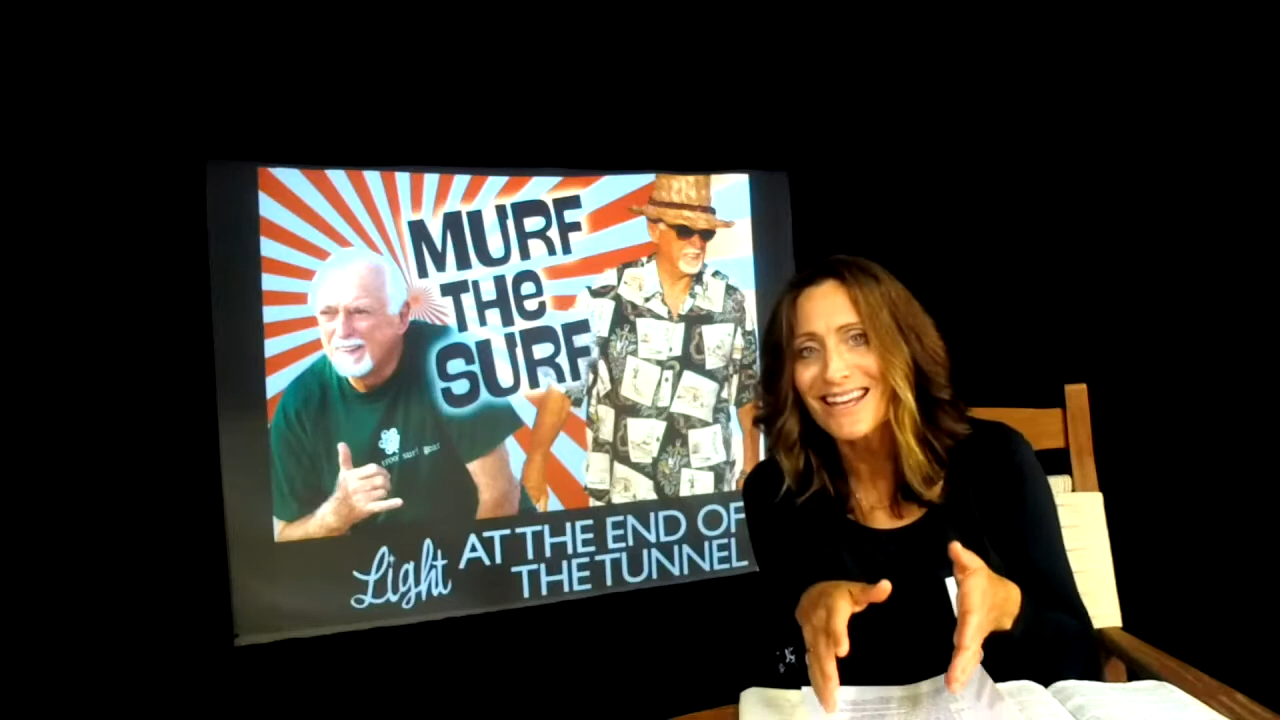 MURF
THe
SURF
Light AT THE END OF
THE TUNNEL